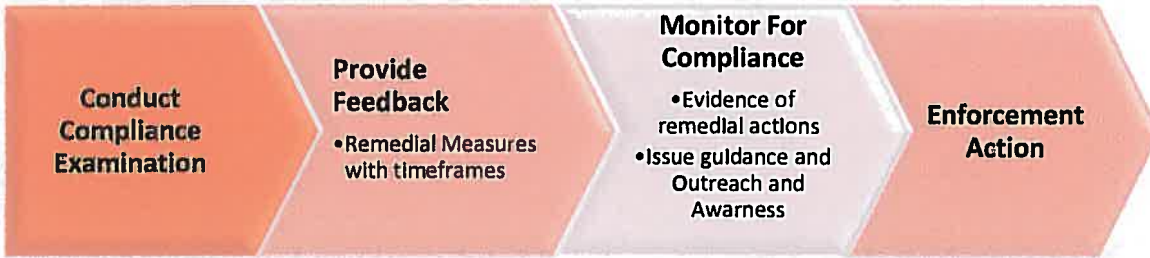 Conduct
Compliance
Examination
Provide
Feedback
•Remedial Measures
with timeframes
Monitor For
Compliance
•Evidence of
remedial actions
•Issue guidance and
Outreach and
Awarness
Enforcement
Action